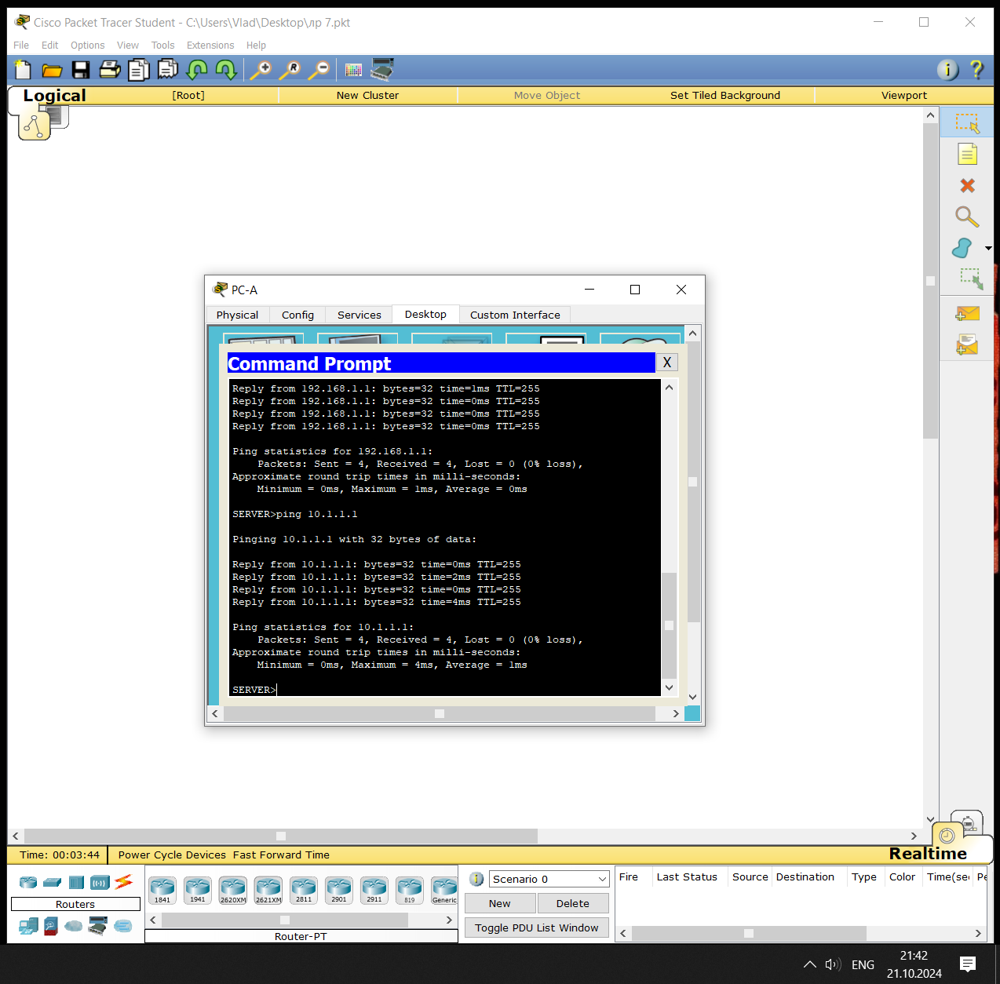 Cisco Packet Tracer Student - C:\Users\Vlad\Desktop\лр 7.pkt
File Edit Options View Tools Extensions Help
Logical [Root] New Cluster Move Object Set Tiled Background Viewport
PC-A
Physical Config Services Desktop Custom Interface
Command Prompt X
Reply from 192.168.1.1: bytes=32 time=1ms TTL=255
Reply from 192.168.1.1: bytes=32 time=0ms TTL=255
Reply from 192.168.1.1: bytes=32 time=0ms TTL=255
Reply from 192.168.1.1: bytes=32 time=0ms TTL=255
Ping statistics for 192.168.1.1:
Packets: Sent = 4, Received = 4, Lost = 0 (0% loss),
Approximate round trip times in milli-seconds:
Minimum = 0ms, Maximum = 1ms, Average = 0ms
SERVER>ping 10.1.1.1
Pinging 10.1.1.1 with 32 bytes of data:
Reply from 10.1.1.1: bytes=32 time=0ms TTL=255
Reply from 10.1.1.1: bytes=32 time=2ms TTL=255
Reply from 10.1.1.1: bytes=32 time=0ms TTL=255
Reply from 10.1.1.1: bytes=32 time=4ms TTL=255
Ping statistics for 10.1.1.1:
Packets: Sent = 4, Received = 4, Lost = 0 (0% loss),
Approximate round trip times in milli-seconds:
Minimum = 0ms, Maximum = 4ms, Average = 1ms
SERVER>
Time: 00:03:44 Power Cycle Devices Fast Forward Time Realtime
Routers
1841 1941 2620XM 2621XM 2811 2901 2911 819 Generic
Router-PT
Scenario 0
New Delete
Toggle PDU List Window
Fire Last Status Source Destination Type Color Time(sec Pe
ENG
21:42
21.10.2024